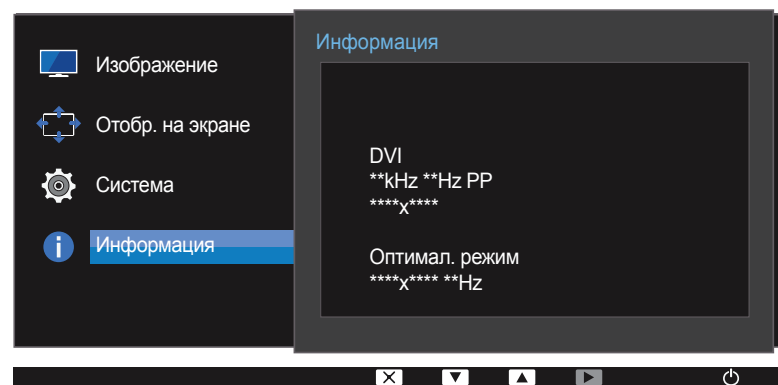 Изображение
Отобр. на экране
Система
Информация
Информация
DVI
**kHz **Hz PP
****x****
Оптимал. режим
****x**** **Hz